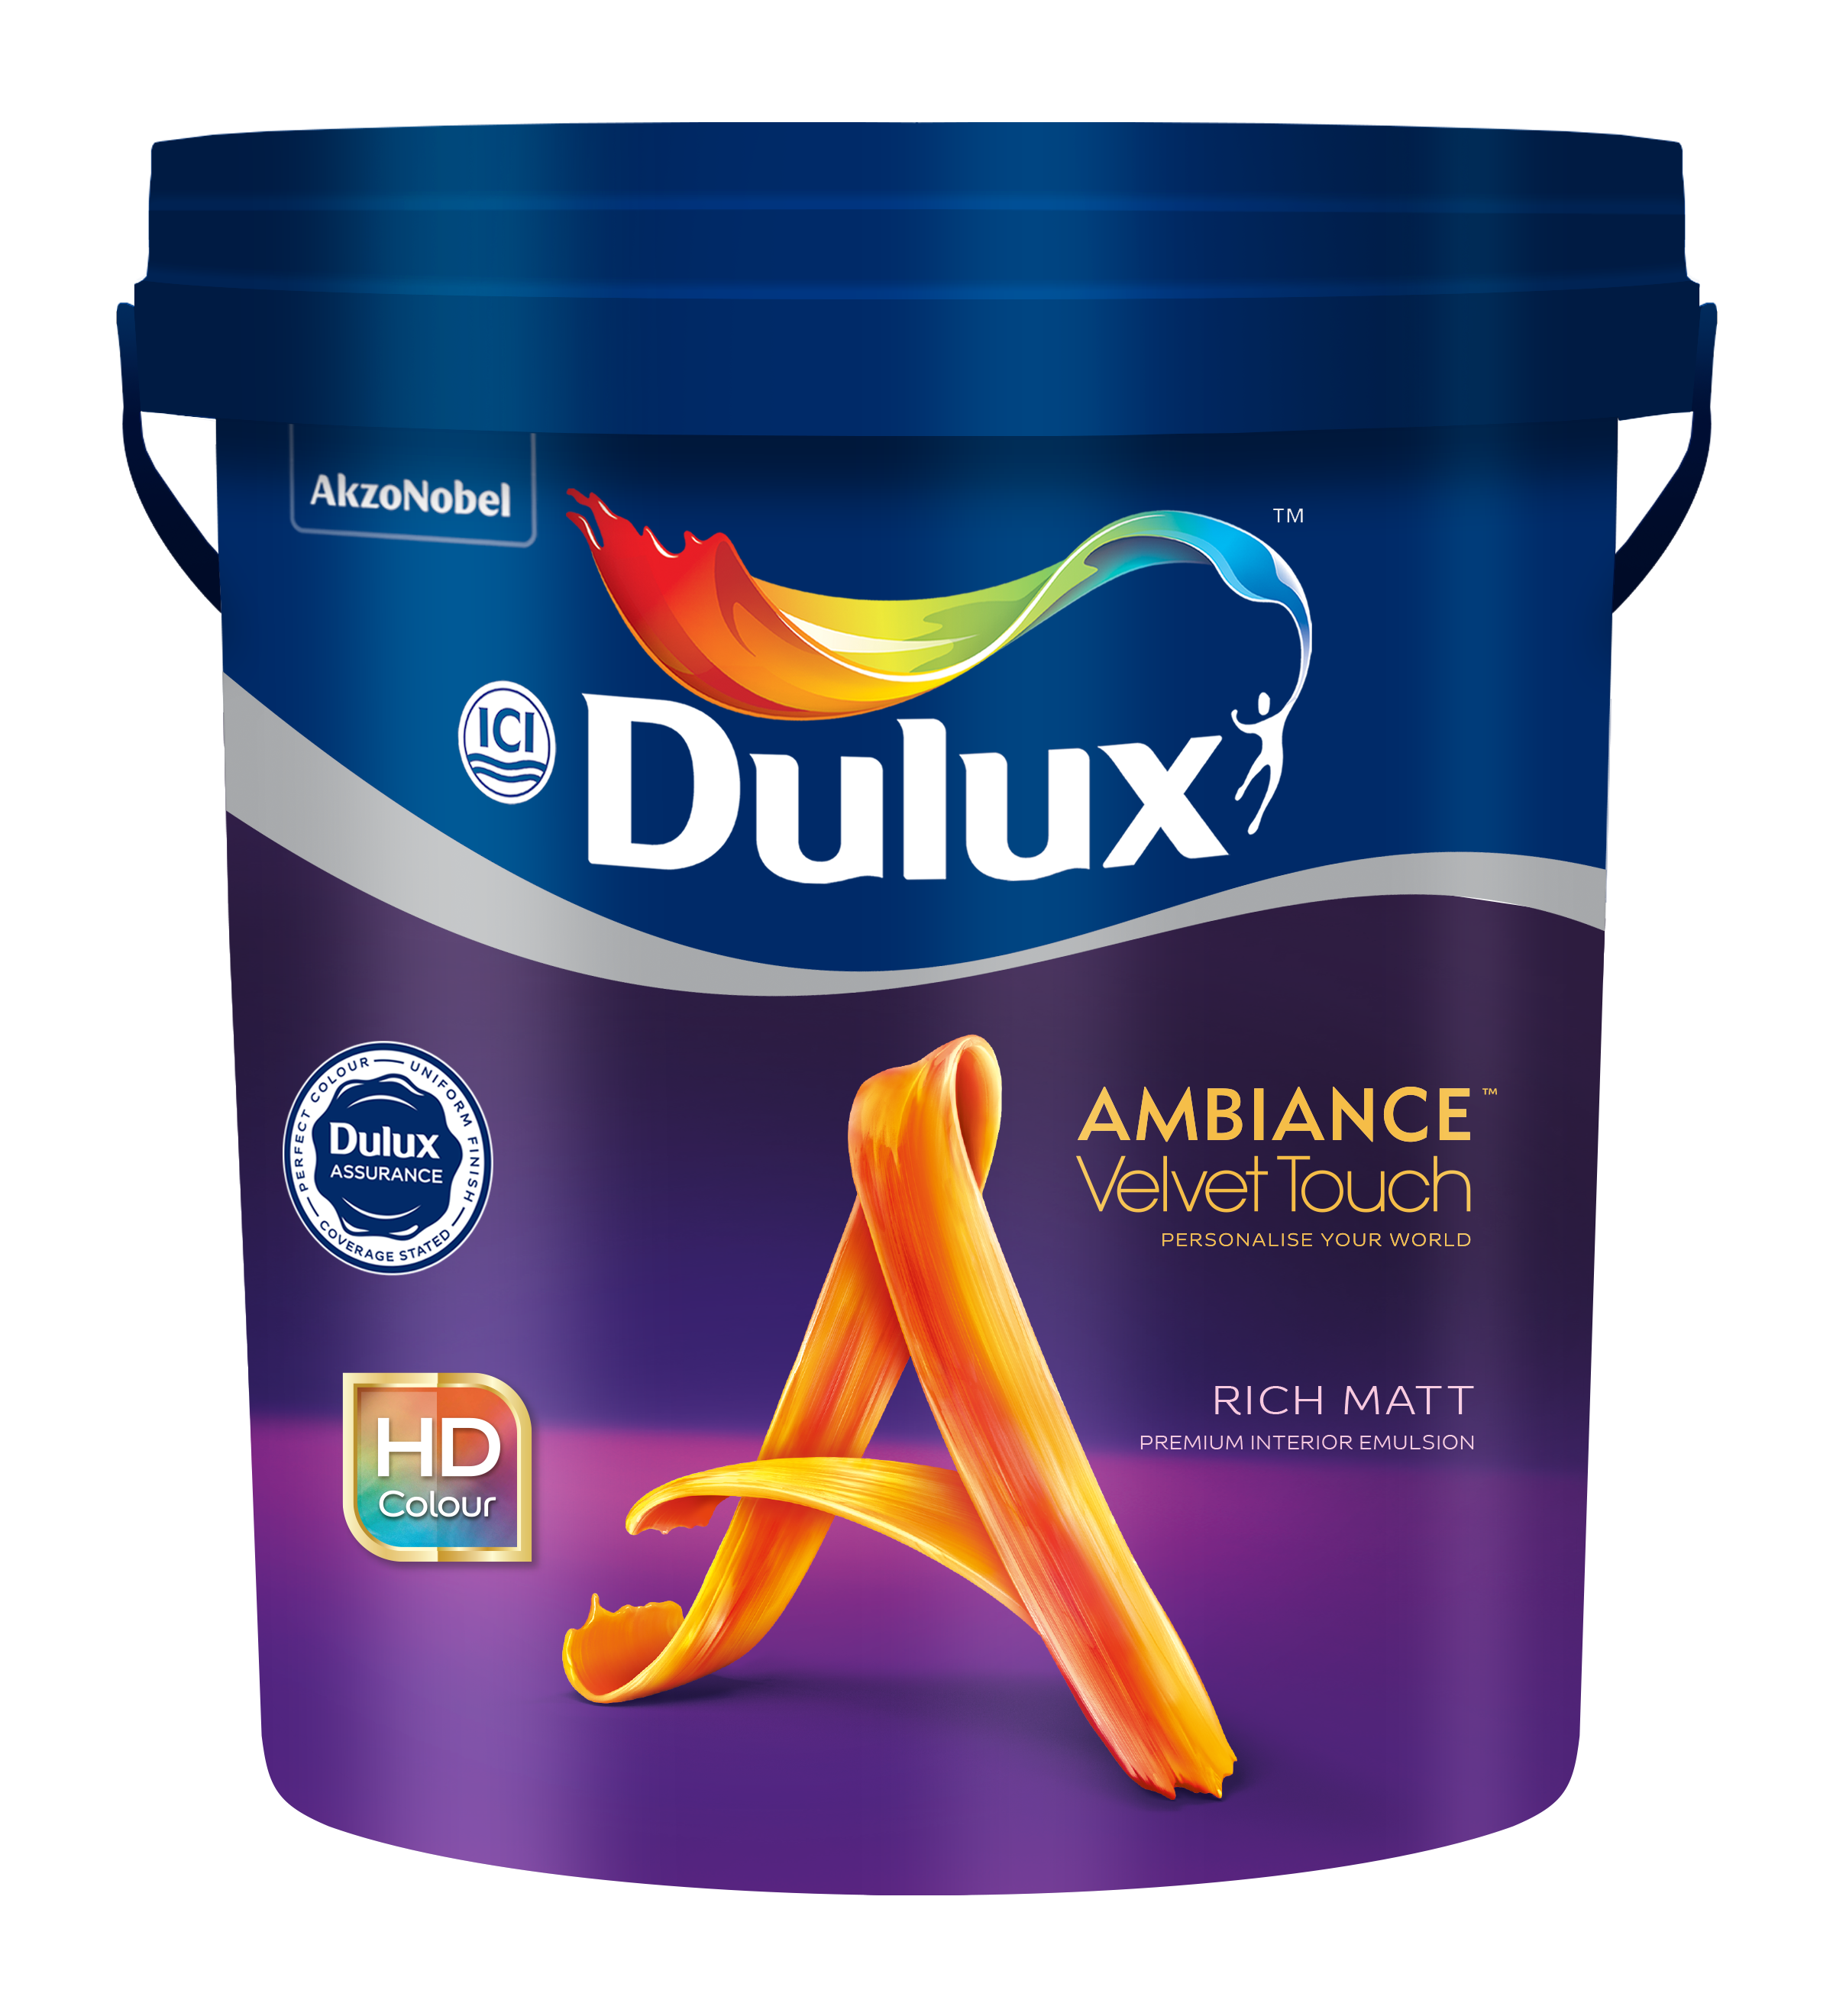 AkzoNobel
TM
ICI
Dulux
PERFECT COLOUR — UNIFORM FINISH — COVERAGE STATED —
Dulux
ASSURANCE
AMBIANCE™
Velvet Touch
PERSONALISE YOUR WORLD
HD
Colour
RICH MATT
PREMIUM INTERIOR EMULSION